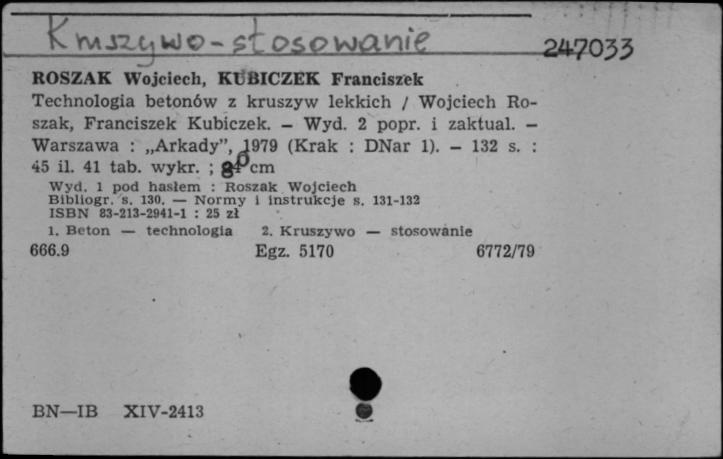 Kruszywo-stosowanie
247033
ROSZAK Wojciech, KUBICZEK Franciszek
Technologia betonów z kruszyw lekkich / Wojciech Ro-
szak, Franciszek Kubiczek. — Wyd. 2 popr. i zaktual. —
Warszawa : „Arkady”, 1979 (Krak : DNar 1). — 132 s. :
45 il. 41 tab. wykr. ; cm
Wyd. 1 pod hasłem : Roszak Wojciech
Bibliogr. s. 130. — Normy i instrukcje s. 131-132
ISBN 83-213-2941-1 : 25 zł
1. Beton — technologia 2. Kruszywo — stosowanie
666.9 Egz. 5170 6772/79
BN—IB XIV-2413